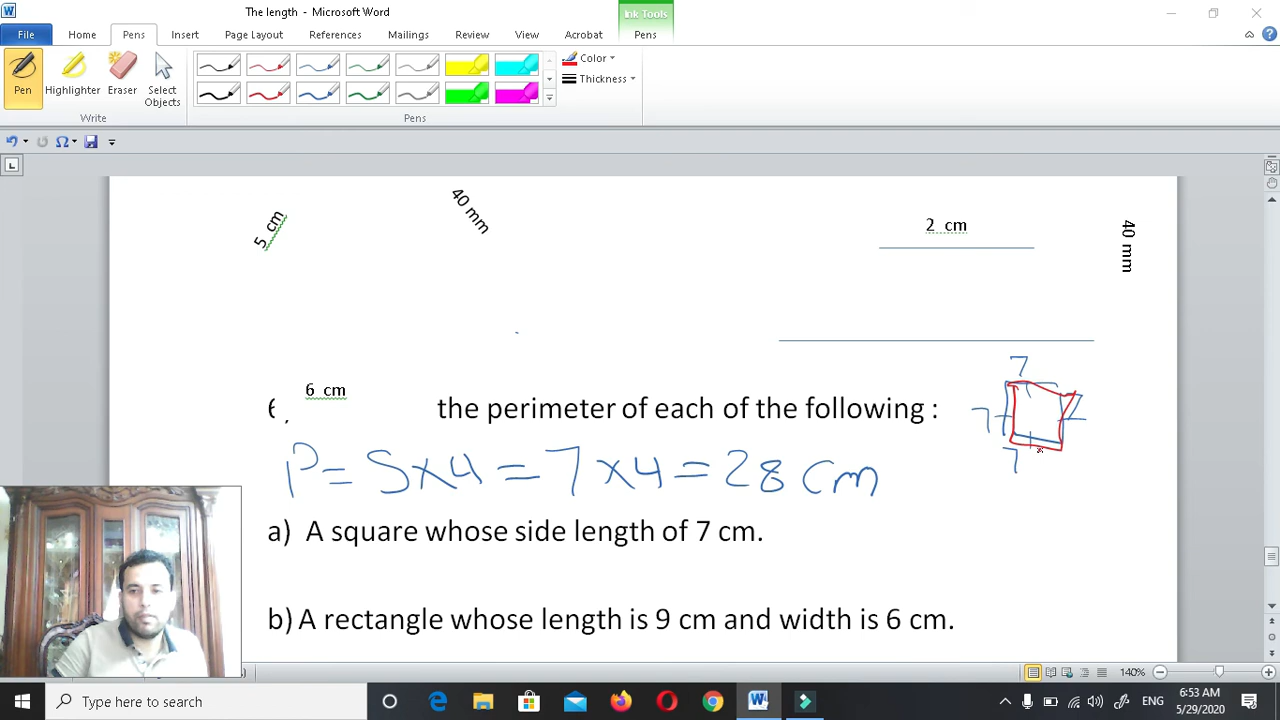 The length - Microsoft Word
Ink Tools
File Home Pens Insert Page Layout References Mailings Review View Acrobat Pens
Pen Highlighter Eraser Select Objects
Color
Thickness
Write
Pens
5 cm
40 mm
2 cm
40 mm
6 cm
the perimeter of each of the following :
7
7
7
P = S x 4 = 7 x 4 = 28 cm
a) A square whose side length of 7 cm.
b) A rectangle whose length is 9 cm and width is 6 cm.
140%
Type here to search
ENG
6:53 AM
5/29/2020